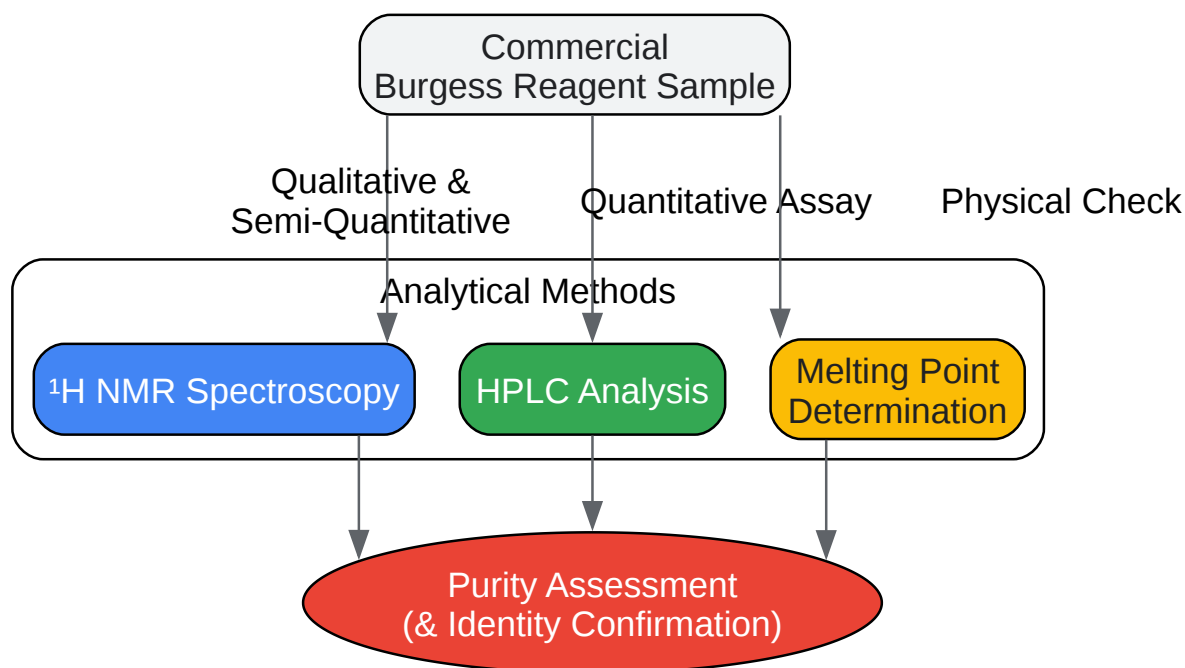 Commercial
Burgess Reagent Sample
Qualitative &
Semi-Quantitative
Quantitative Assay
Physical Check
Analytical Methods
¹H NMR Spectroscopy
HPLC Analysis
Melting Point
Determination
Purity Assessment
(& Identity Confirmation)